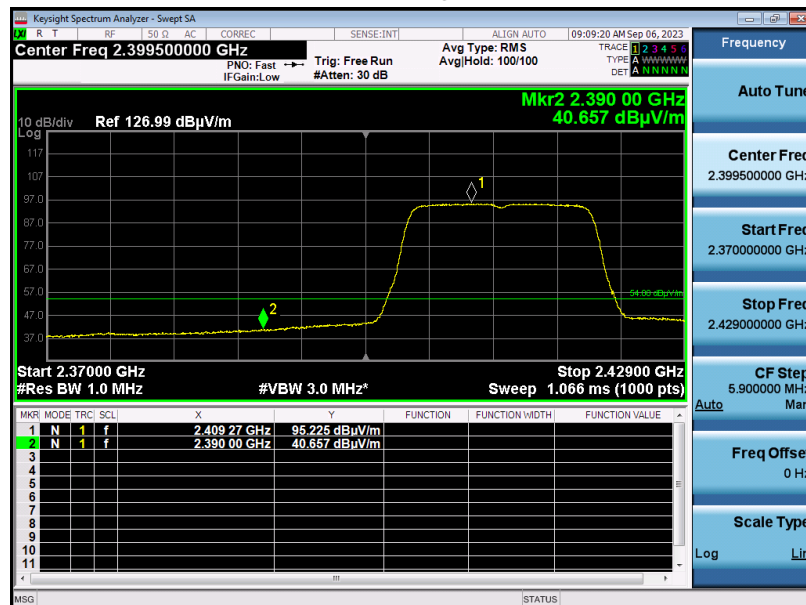 Keysight Spectrum Analyzer - Swept SA
LXI R T RF 50 Ω AC CORREC SENSE:INT ALIGN AUTO 09:09:20 AM Sep 06, 2023
Center Freq 2.399500000 GHz
PNO: Fast
IFGain:Low
Trig: Free Run
#Atten: 30 dB
Avg Type: RMS
Avg|Hold: 100/100
TRACE 1 2 3 4 5 6
TYPE A WWWWW
DET A N N N N N
Mkr2 2.390 00 GHz
40.657 dBµV/m
10 dB/div Ref 126.99 dBµV/m
Log
117
107
97.0
87.0
77.0
67.0
57.0
47.0
37.0
1
2
54.00 dBµV/m
Start 2.37000 GHz Stop 2.42900 GHz
#Res BW 1.0 MHz #VBW 3.0 MHz* Sweep 1.066 ms (1000 pts)
MKR MODE TRC SCL X Y FUNCTION FUNCTION WIDTH FUNCTION VALUE
1 N 1 f 2.409 27 GHz 95.225 dBµV/m
2 N 1 f 2.390 00 GHz 40.657 dBµV/m
3
4
5
6
7
8
9
10
11
MSG STATUS
Frequency
Auto Tune
Center Freq
2.399500000 GHz
Start Freq
2.370000000 GHz
Stop Freq
2.429000000 GHz
CF Step
5.900000 MHz
Auto Man
Freq Offset
0 Hz
Scale Type
Log Lin